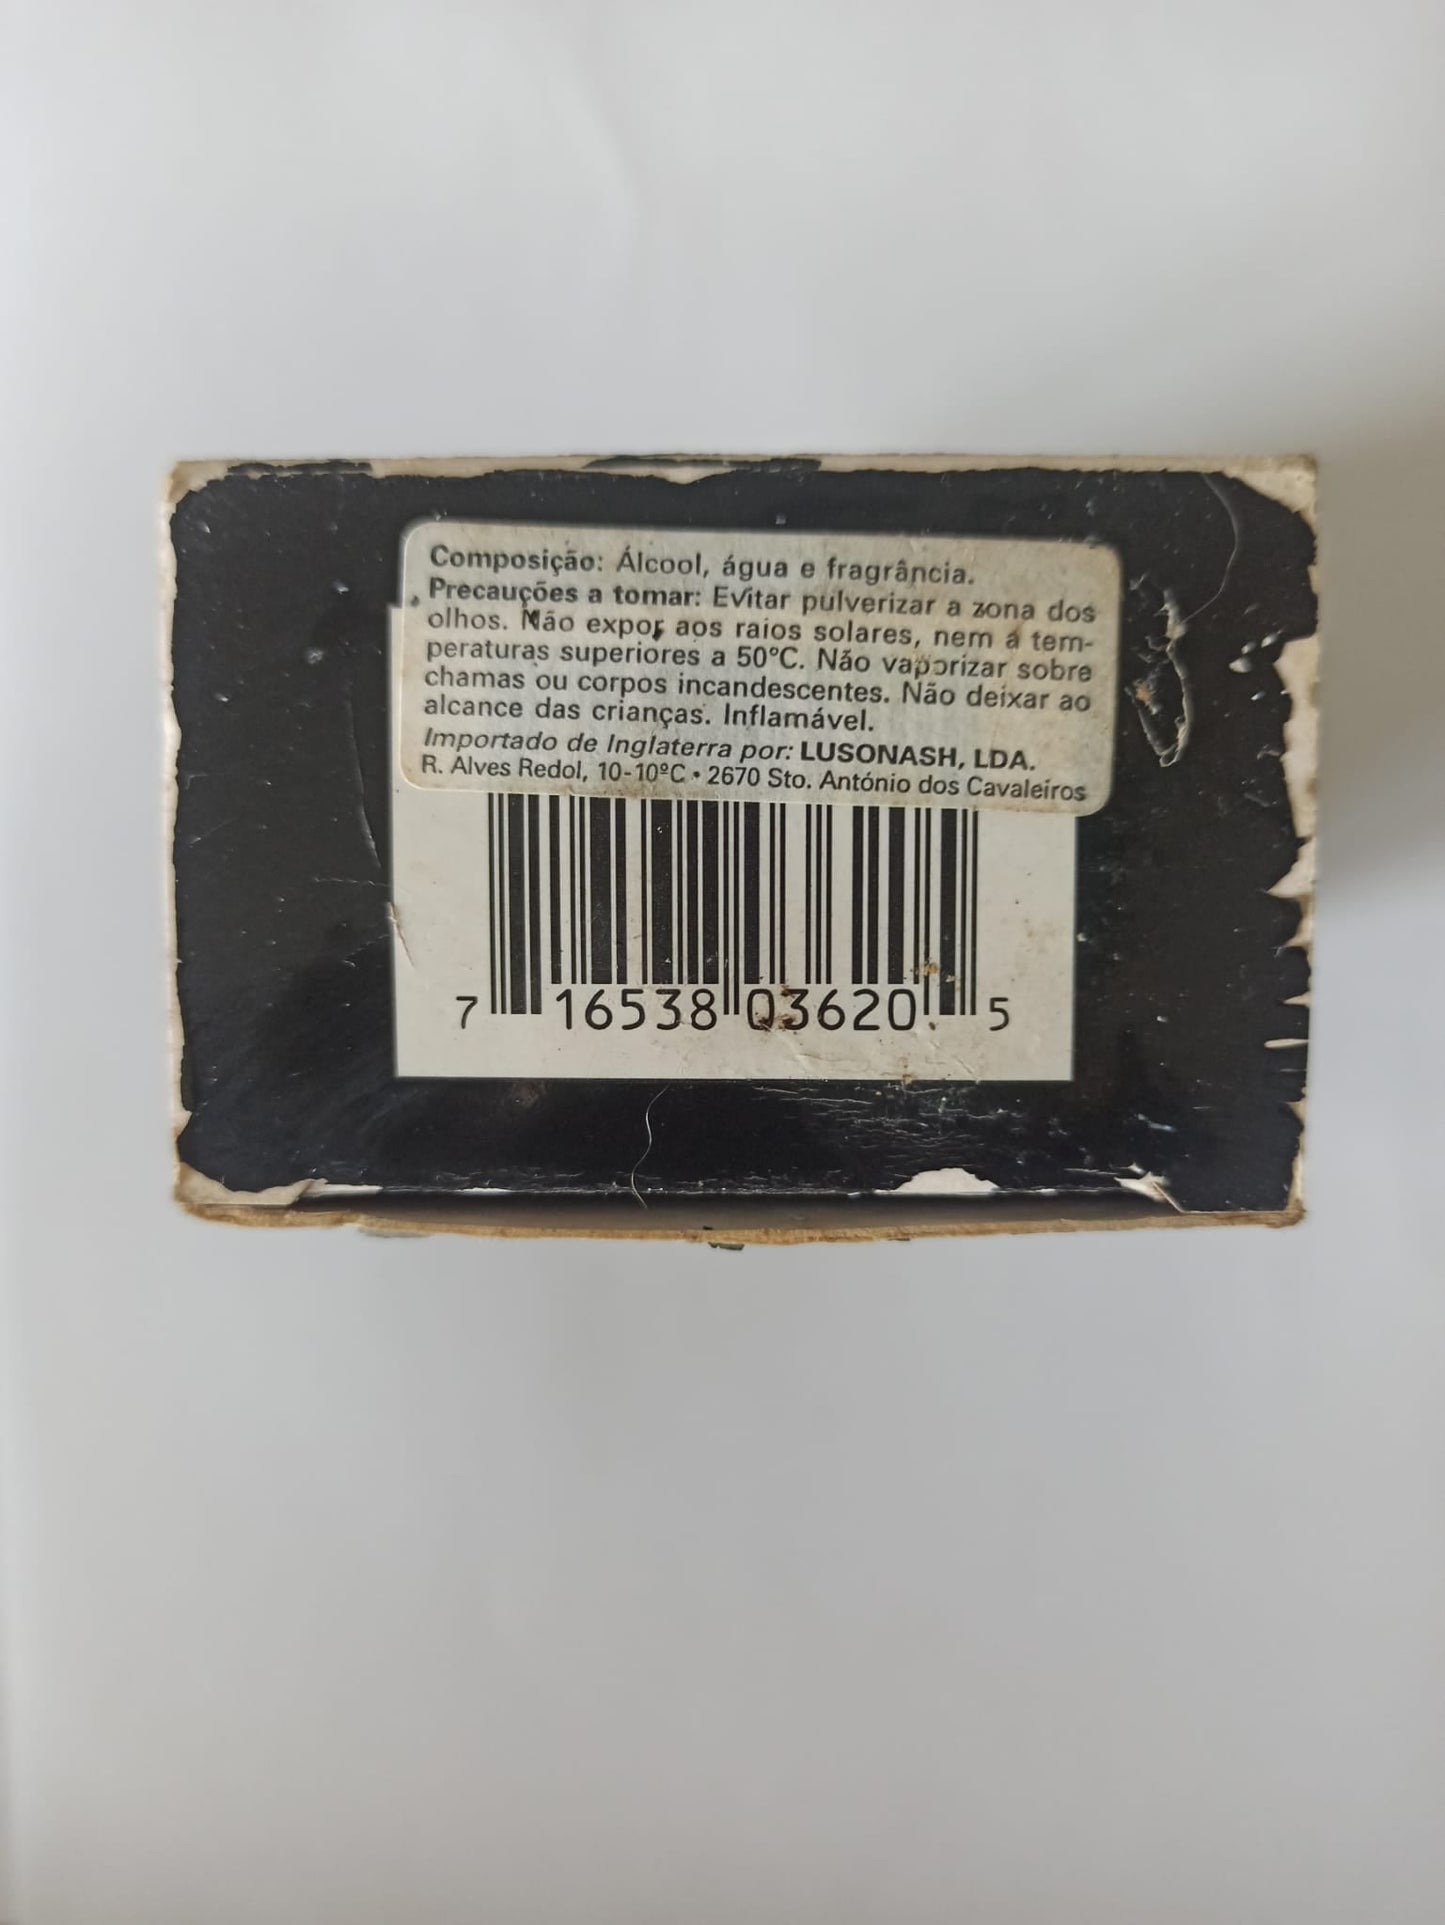 Composição: Álcool, água e fragrância.
Precauções a tomar: Evitar pulverizar a zona dos
olhos. Não expor aos raios solares, nem a tem-
peraturas superiores a 50°C. Não vaporizar sobre
chamas ou corpos incandescentes. Não deixar ao
alcance das crianças. Inflamável.
Importado de Inglaterra por: LUSONASH, LDA.
R. Alves Redol, 10-10ºC • 2670 Sto. António dos Cavaleiros
7 16538 03620 5